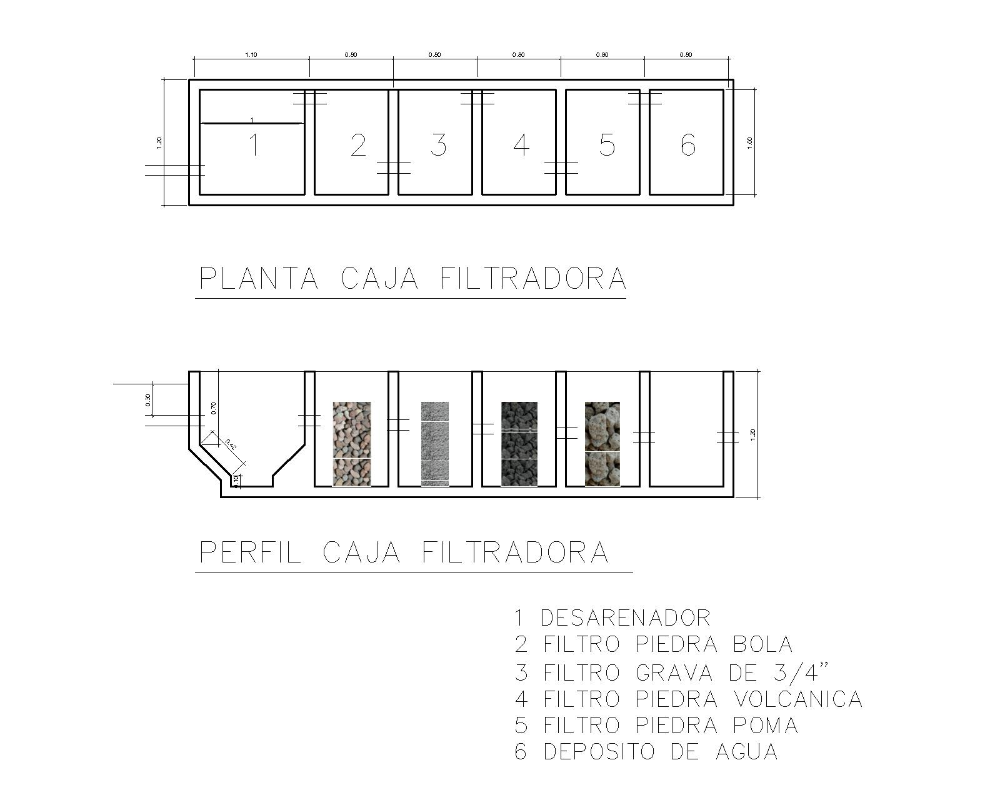 1.10 0.80 0.80 0.80 0.80 0.80
1.20
1
1 2 3 4 5 6
1.00
PLANTA CAJA FILTRADORA
0.30
0.70
0.42
0.10
1.20
PERFIL CAJA FILTRADORA
1 DESARENADOR
2 FILTRO PIEDRA BOLA
3 FILTRO GRAVA DE 3/4"
4 FILTRO PIEDRA VOLCANICA
5 FILTRO PIEDRA POMA
6 DEPOSITO DE AGUA